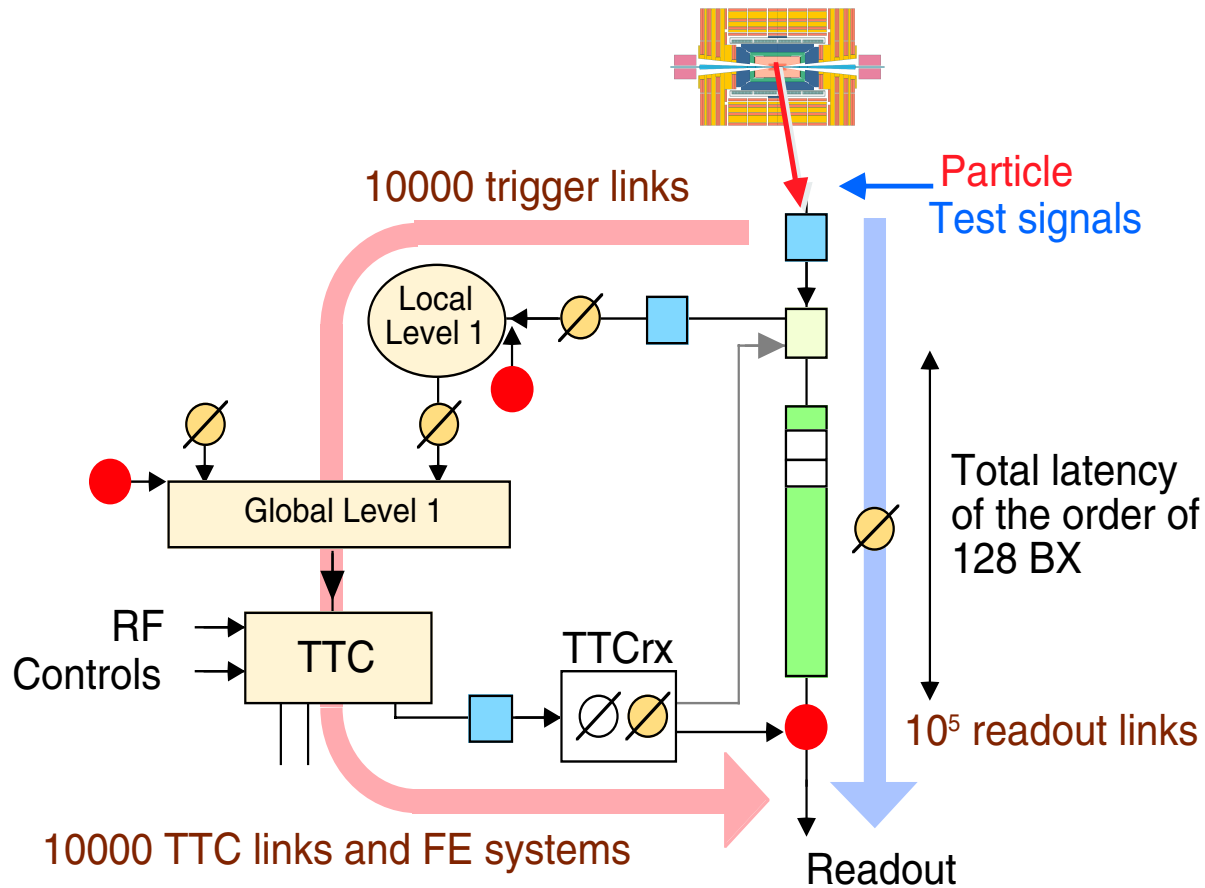 Particle
10000 trigger links
Test signals
Local
Level 1
Total latency
of the order of
128 BX
Global Level 1
RF
TTC
TTCrx
Controls
10⁵ readout links
10000 TTC links and FE systems
Readout